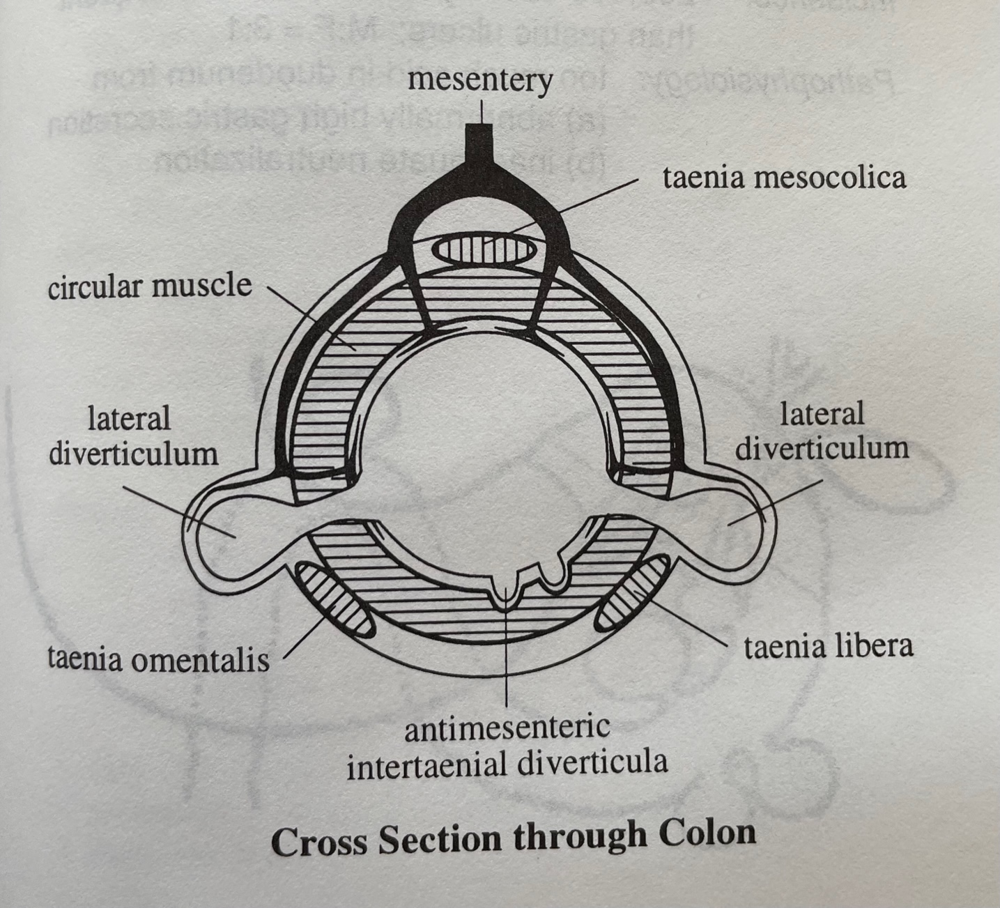 mesentery
taenia mesocolica
circular muscle
lateral
diverticulum
lateral
diverticulum
taenia omentalis
taenia libera
antimesenteric
intertaenial diverticula
Cross Section through Colon